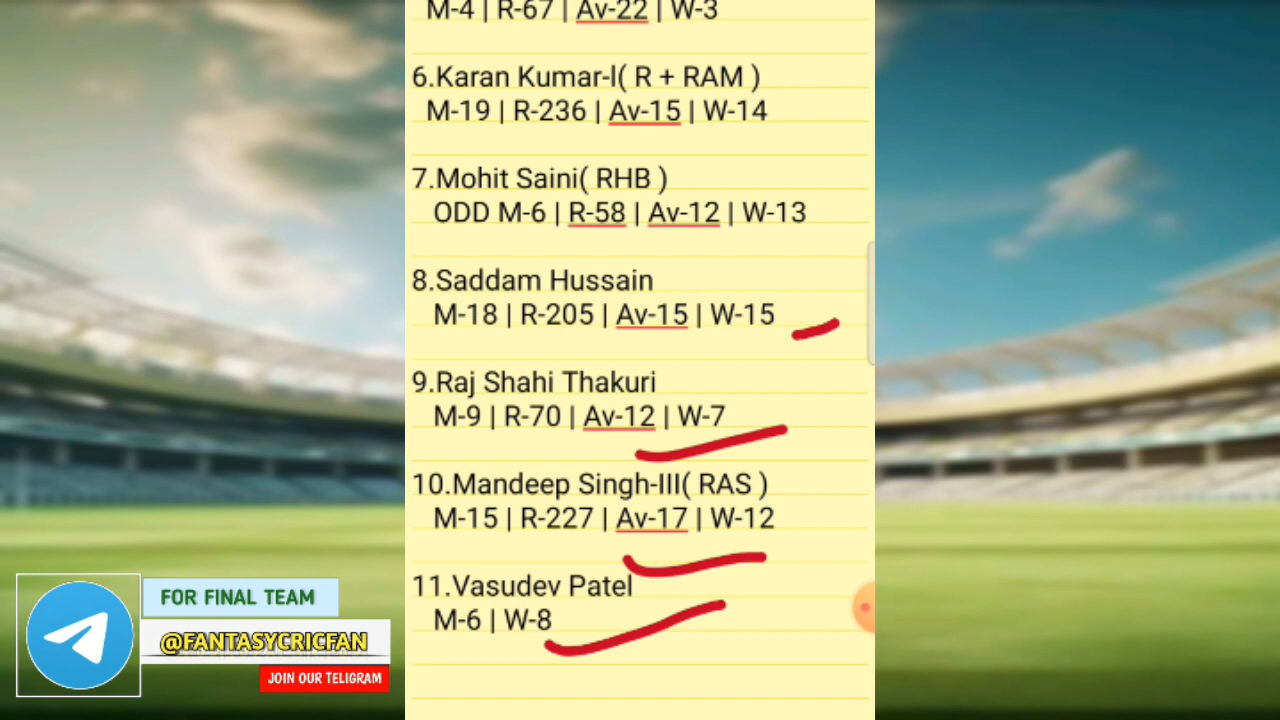 M-4 | R-67 | Av-22 | W-3
6.Karan Kumar-l( R + RAM )
M-19 | R-236 | Av-15 | W-14
7.Mohit Saini( RHB )
ODD M-6 | R-58 | Av-12 | W-13
8.Saddam Hussain
M-18 | R-205 | Av-15 | W-15
9.Raj Shahi Thakuri
M-9 | R-70 | Av-12 | W-7
10.Mandeep Singh-III( RAS )
M-15 | R-227 | Av-17 | W-12
11.Vasudev Patel
M-6 | W-8
FOR FINAL TEAM
@FANTASYCRICFAN
JOIN OUR TELIGRAM